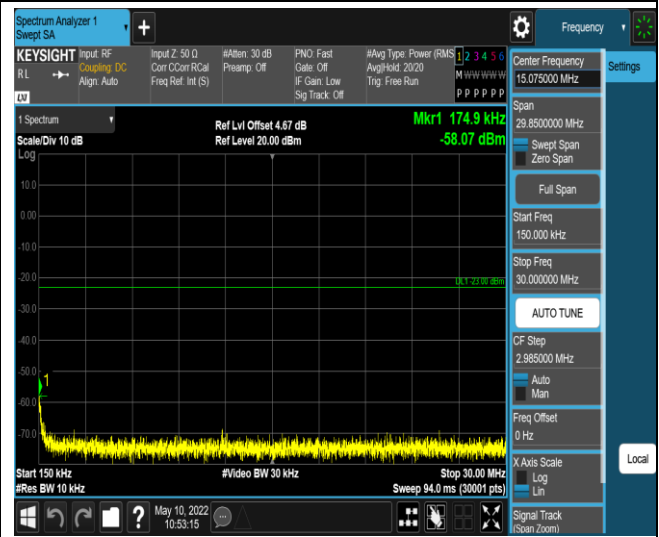 Spectrum Analyzer 1
Swept SA
+
Frequency
KEYSIGHT
RL
LXI
Input: RF
Coupling: DC
Align: Auto
Input Z: 50 Ω
Corr CCorr RCal
Freq Ref: Int (S)
#Atten: 30 dB
Preamp: Off
PNO: Fast
Gate: Off
IF Gain: Low
Sig Track: Off
#Avg Type: Power (RMS
Avg|Hold: 20/20
Trig: Free Run
1 2 3 4 5 6
M W W W W W
P P P P P P
1 Spectrum
Scale/Div 10 dB
Log
Ref Lvl Offset 4.67 dB
Ref Level 20.00 dBm
Mkr1 174.9 kHz
-58.07 dBm
10.0
0.00
-10.0
-20.0
DL1 -23.00 dBm
-30.0
-40.0
-50.0
1
-60.0
-70.0
Start 150 kHz
#Res BW 10 kHz
#Video BW 30 kHz
Stop 30.00 MHz
Sweep 94.0 ms (30001 pts)
?
May 10, 2022
10:53:15
Center Frequency
15.075000 MHz
Span
29.8500000 MHz
Swept Span
Zero Span
Full Span
Start Freq
150.000 kHz
Stop Freq
30.000000 MHz
AUTO TUNE
CF Step
2.985000 MHz
Auto
Man
Freq Offset
0 Hz
X Axis Scale
Log
Lin
Signal Track
(Span Zoom)
Settings
Local